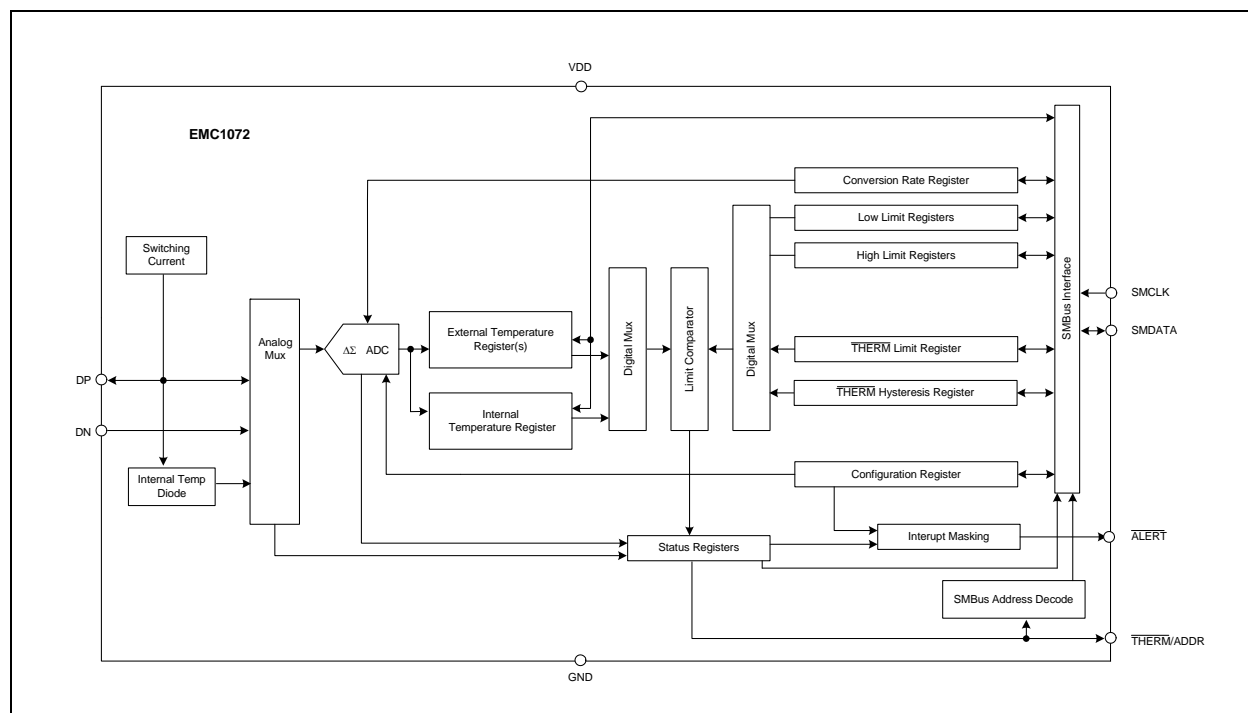 VDD
EMC1072
Conversion Rate Register
Low Limit Registers
Switching
Current
High Limit Registers
SMBus Interface
SMCLK
Analog
Mux
ΔΣ ADC
External Temperature
Register(s)
Digital Mux
Limit Comparator
Digital Mux
SMDATA
THERM Limit Register
DP
THERM Hysteresis Register
Internal
Temperature Register
DN
Internal Temp
Diode
Configuration Register
Status Registers
Interupt Masking
ALERT
SMBus Address Decode
THERM/ADDR
GND